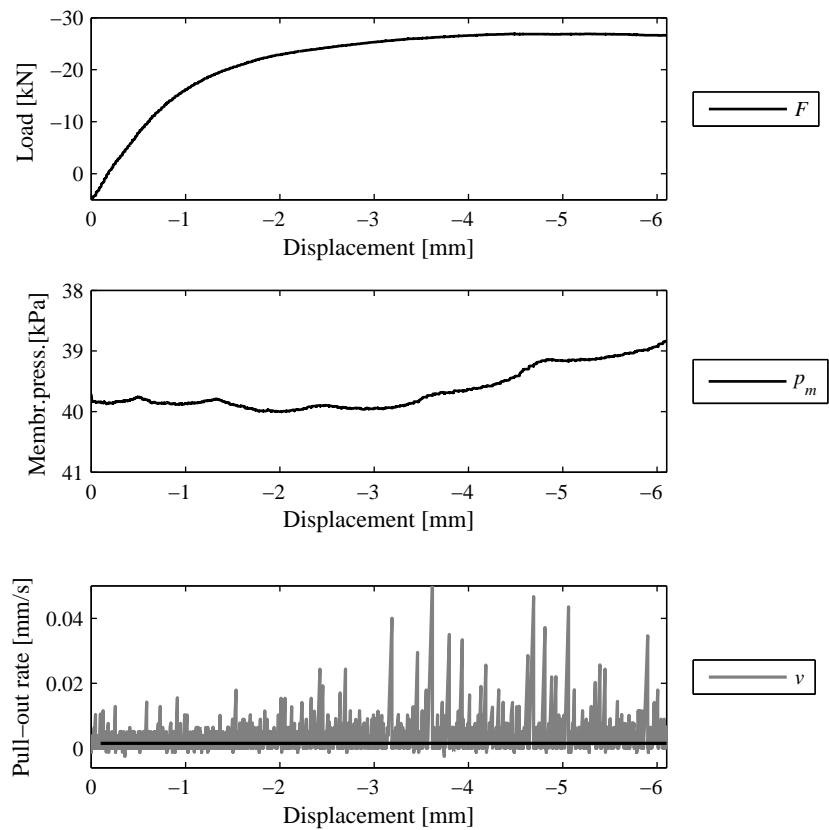 −30
−20
−10
0
Load [kN]
0 −1 −2 −3 −4 −5 −6
Displacement [mm]
F
38
39
40
41
Membr.press.[kPa]
0 −1 −2 −3 −4 −5 −6
Displacement [mm]
p_m
0.04
0.02
0
Pull−out rate [mm/s]
0 −1 −2 −3 −4 −5 −6
Displacement [mm]
v